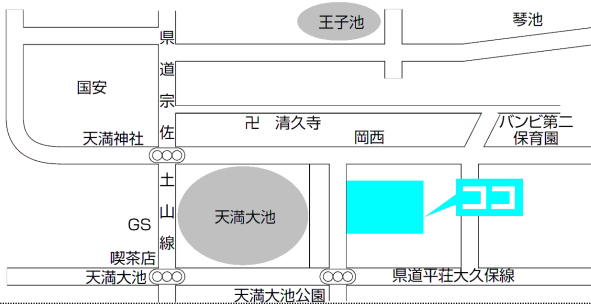 王子池
琴池
県道宗佐土山線
国安
卍 清久寺
岡西
バンビ第二
保育園
天満神社
ココ
天満大池
GS
喫茶店
天満大池
県道平荘大久保線
天満大池公園